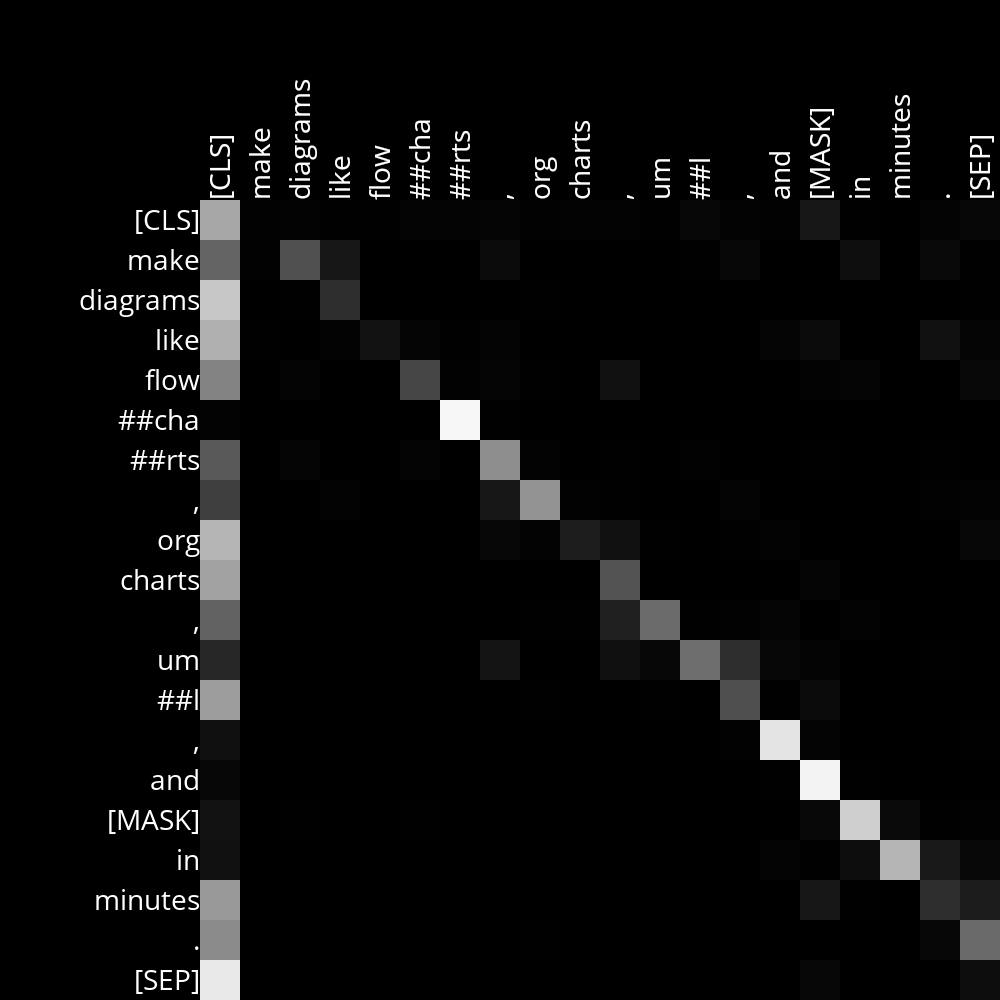 [CLS] make diagrams like flow ##cha ##rts , org charts , um ##l , and [MASK] in minutes . [SEP]
[CLS]
make
diagrams
like
flow
##cha
##rts
,
org
charts
,
um
##l
,
and
[MASK]
in
minutes
.
[SEP]